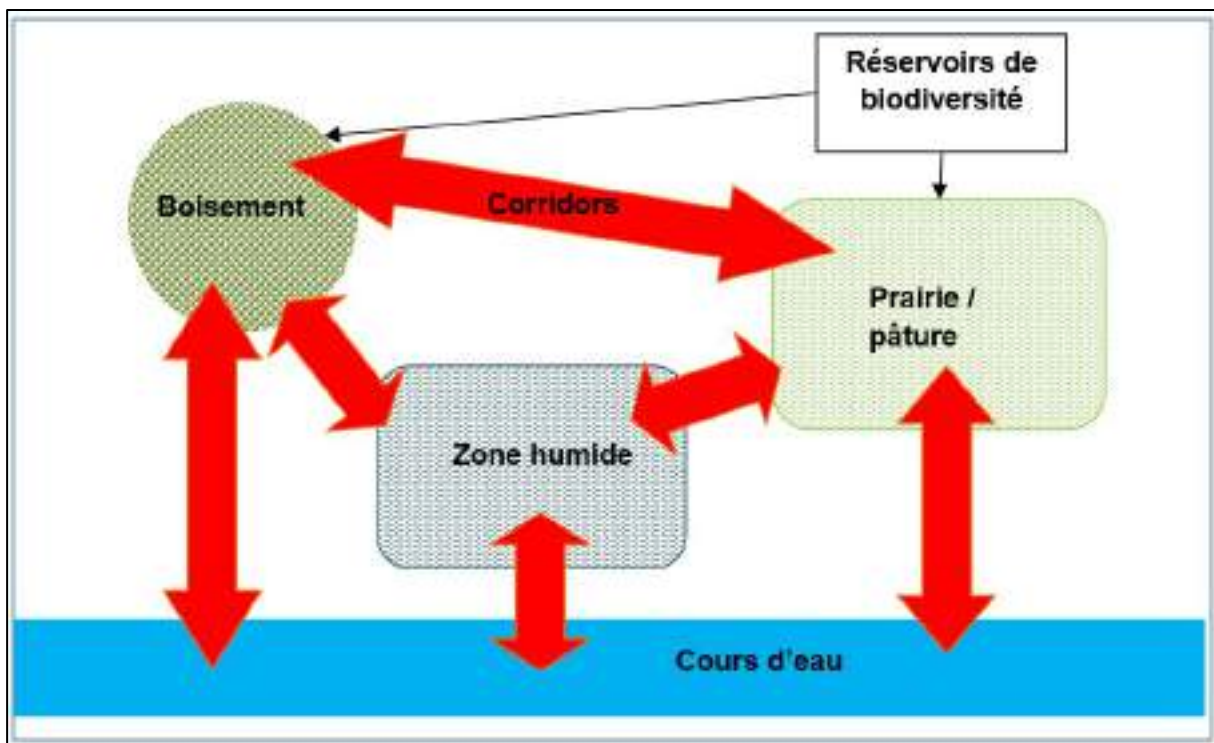 Réservoirs de
biodiversité
Boisement
Corridors
Prairie /
pâture
Zone humide
Cours d'eau